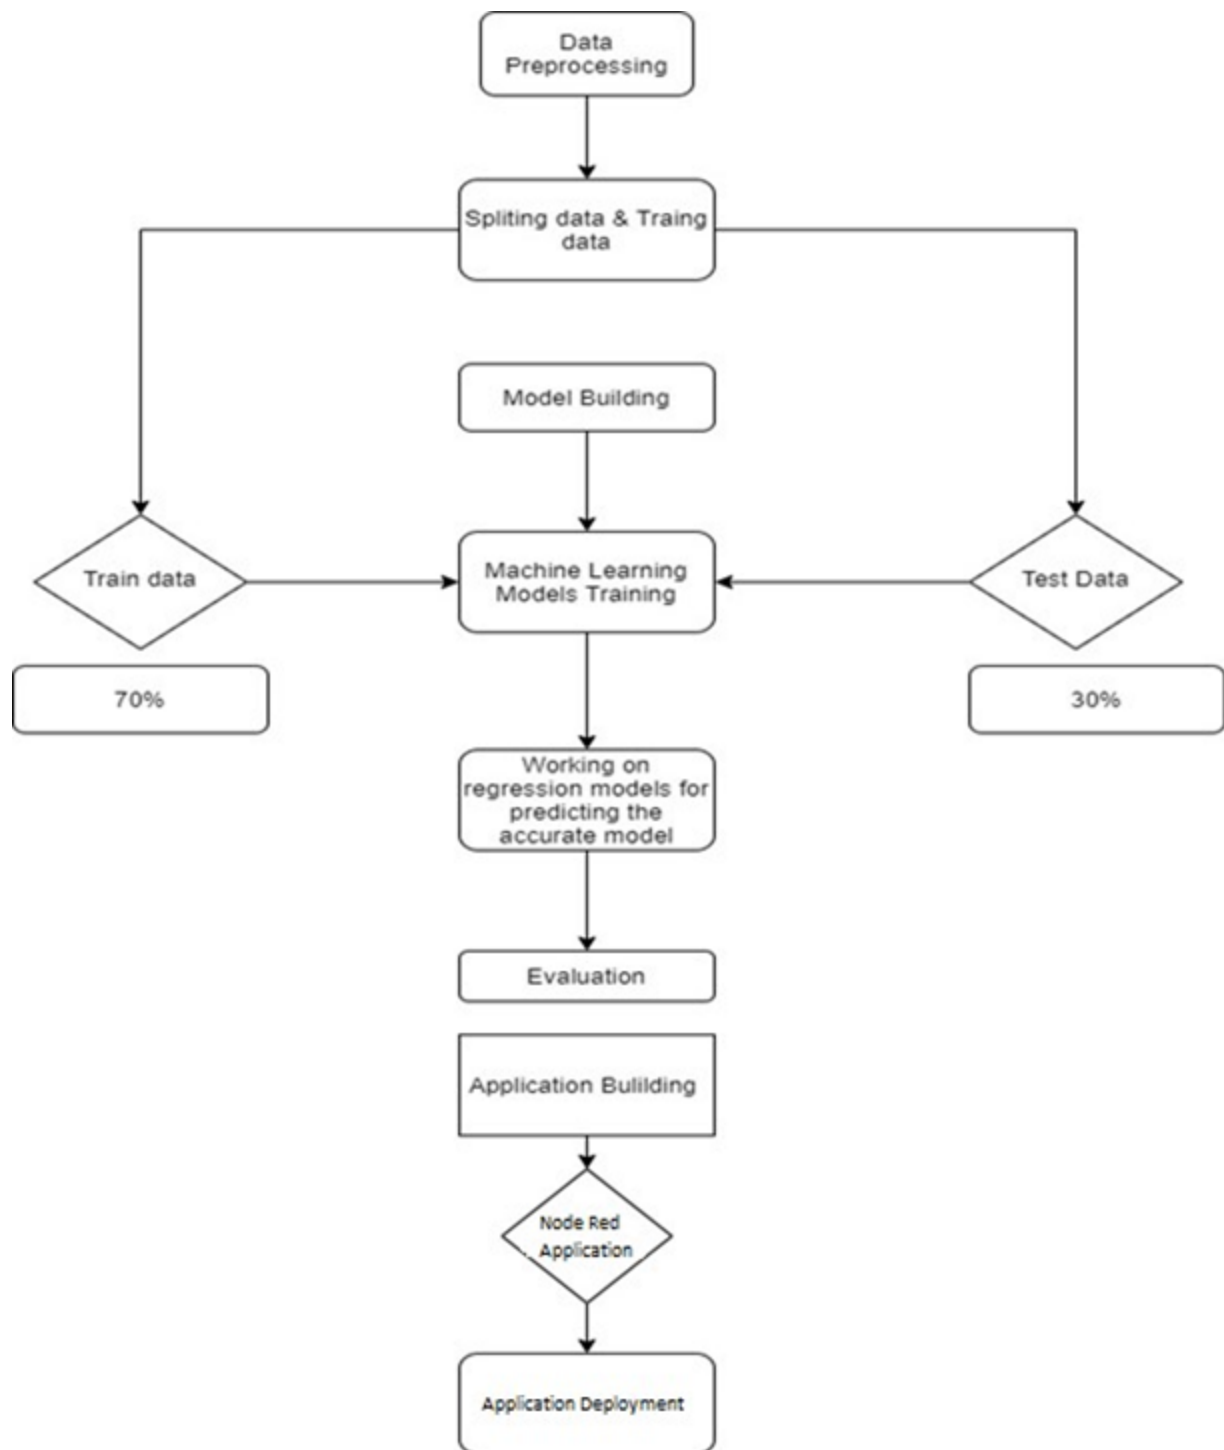 Data
Preprocessing
Spliting data & Traing
data
Model Building
Train data
Machine Learning
Models Training
Test Data
70%
30%
Working on
regression models for
predicting the
accurate model
Evaluation
Application Bulilding
Node Red
Application
Application Deployment